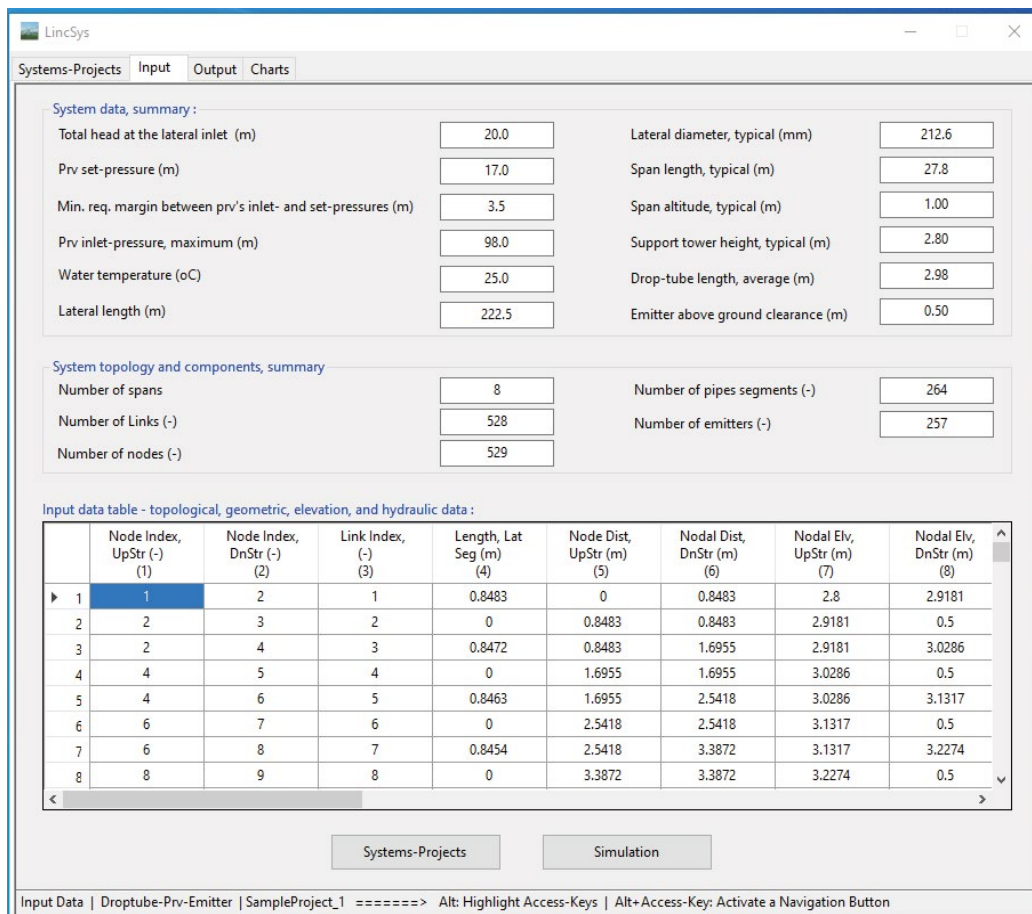 LincSys
Systems-Projects Input Output Charts
System data, summary :
Total head at the lateral inlet (m) 20.0 Lateral diameter, typical (mm) 212.6
Prv set-pressure (m) 17.0 Span length, typical (m) 27.8
Min. req. margin between prv's inlet- and set-pressures (m) 3.5 Span altitude, typical (m) 1.00
Prv inlet-pressure, maximum (m) 98.0 Support tower height, typical (m) 2.80
Water temperature (oC) 25.0 Drop-tube length, average (m) 2.98
Lateral length (m) 222.5 Emitter above ground clearance (m) 0.50
System topology and components, summary
Number of spans 8 Number of pipes segments (-) 264
Number of Links (-) 528 Number of emitters (-) 257
Number of nodes (-) 529
Input data table - topological, geometric, elevation, and hydraulic data :
Node Index, Node Index, Link Index, Length, Lat Node Dist, Nodal Dist, Nodal Elv, Nodal Elv,
UpStr (-) DnStr (-) (-) Seg (m) UpStr (m) DnStr (m) UpStr (m) DnStr (m)
(1) (2) (3) (4) (5) (6) (7) (8)
1 1 2 1 0.8483 0 0.8483 2.8 2.9181
2 2 3 2 0 0.8483 0.8483 2.9181 0.5
3 2 4 3 0.8472 0.8483 1.6955 2.9181 3.0286
4 4 5 4 0 1.6955 1.6955 3.0286 0.5
5 4 6 5 0.8463 1.6955 2.5418 3.0286 3.1317
6 6 7 6 0 2.5418 2.5418 3.1317 0.5
7 6 8 7 0.8454 2.5418 3.3872 3.1317 3.2274
8 8 9 8 0 3.3872 3.3872 3.2274 0.5
Systems-Projects Simulation
Input Data | Droptube-Prv-Emitter | SampleProject_1 =======> Alt: Highlight Access-Keys | Alt+Access-Key: Activate a Navigation Button